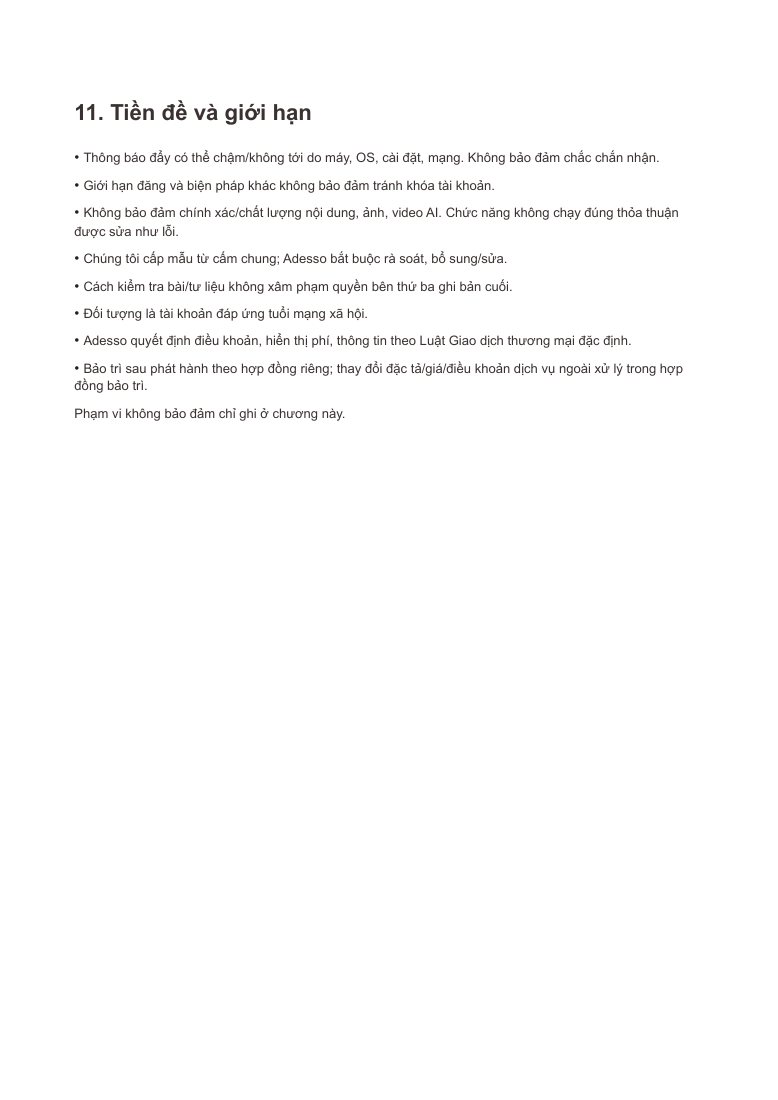 11. Tiền đề và giới hạn
• Thông báo đẩy có thể chậm/không tới do máy, OS, cài đặt, mạng. Không bảo đảm chắc chắn nhận.
• Giới hạn đăng và biện pháp khác không bảo đảm tránh khóa tài khoản.
• Không bảo đảm chính xác/chất lượng nội dung, ảnh, video AI. Chức năng không chạy đúng thỏa thuận
được sửa như lỗi.
• Chúng tôi cấp mẫu từ cấm chung; Adesso bắt buộc rà soát, bổ sung/sửa.
• Cách kiểm tra bài/tư liệu không xâm phạm quyền bên thứ ba ghi bản cuối.
• Đối tượng là tài khoản đáp ứng tuổi mạng xã hội.
• Adesso quyết định điều khoản, hiển thị phí, thông tin theo Luật Giao dịch thương mại đặc định.
• Bảo trì sau phát hành theo hợp đồng riêng; thay đổi đặc tả/giá/điều khoản dịch vụ ngoài xử lý trong hợp
đồng bảo trì.
Phạm vi không bảo đảm chỉ ghi ở chương này.